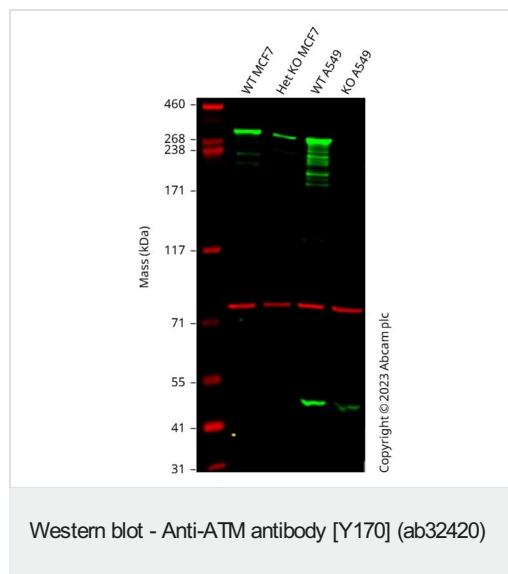 WT MCF7
Het KO MCF7
WT A549
KO A549
Mass (kDa)
460
268
238
171
117
71
55
41
31
Copyright © 2023 Abcam plc
Western blot - Anti-ATM antibody [Y170] (ab32420)